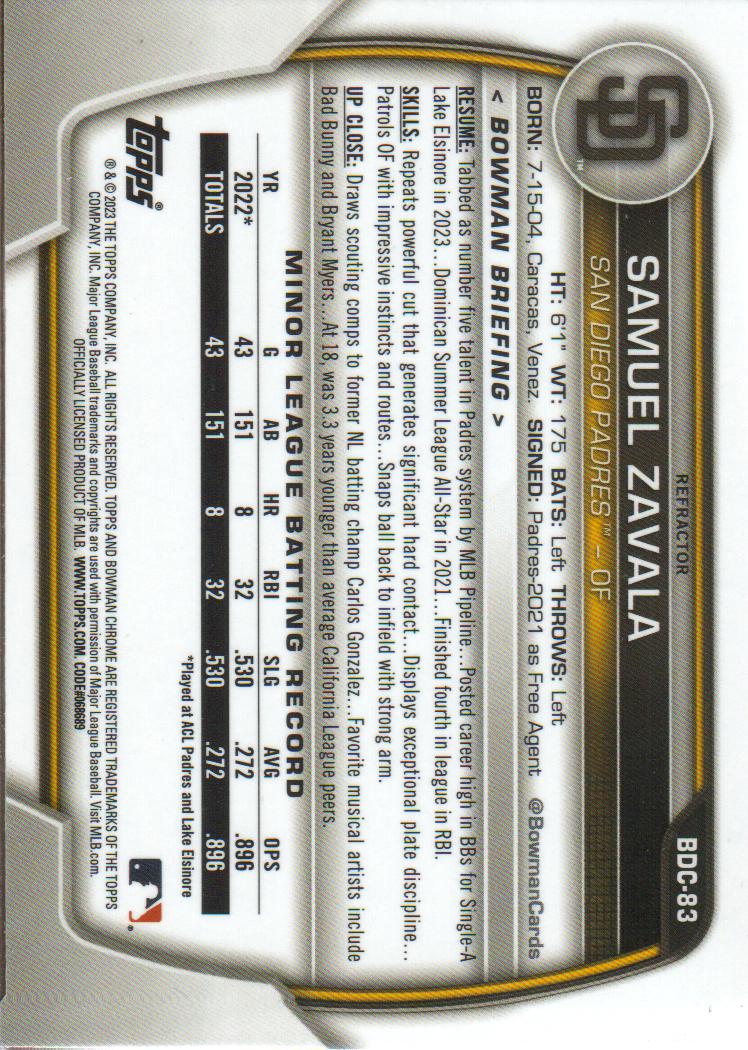 REFRACTOR
BDC-83
SD
™
SAMUEL ZAVALA
SAN DIEGO PADRES™ – OF
HT: 6'1" WT: 175 BATS: Left THROWS: Left
BORN: 7-15-04, Caracas, Venez. SIGNED: Padres-2021 as Free Agent @BowmanCards
< BOWMAN BRIEFING >
RESUME: Tabbed as number five talent in Padres system by MLB Pipeline...Posted career high in BBs for Single-A
Lake Elsinore in 2023...Dominican Summer League All-Star in 2021...Finished fourth in league in RBI.
SKILLS: Repeats powerful cut that generates significant hard contact...Displays exceptional plate discipline...
Patrols OF with impressive instincts and routes...Snaps ball back to infield with strong arm.
UP CLOSE: Draws scouting comps to former NL batting champ Carlos Gonzalez...Favorite musical artists include
Bad Bunny and Bryant Myers...At 18, was 3.3 years younger than average California League peers.
MINOR LEAGUE BATTING RECORD
YR G AB HR RBI SLG AVG OPS
2022* 43 151 8 32 .530 .272 .896
TOTALS 43 151 8 32 .530 .272 .896
*Played at ACL Padres and Lake Elsinore
topps®
® & © 2023 THE TOPPS COMPANY, INC. ALL RIGHTS RESERVED. TOPPS AND BOWMAN CHROME ARE REGISTERED TRADEMARKS OF THE TOPPS
COMPANY, INC. Major League Baseball trademarks and copyrights are used with permission of Major League Baseball. Visit MLB.com.
OFFICIALLY LICENSED PRODUCT OF MLB. WWW.TOPPS.COM. CODE#068689
®